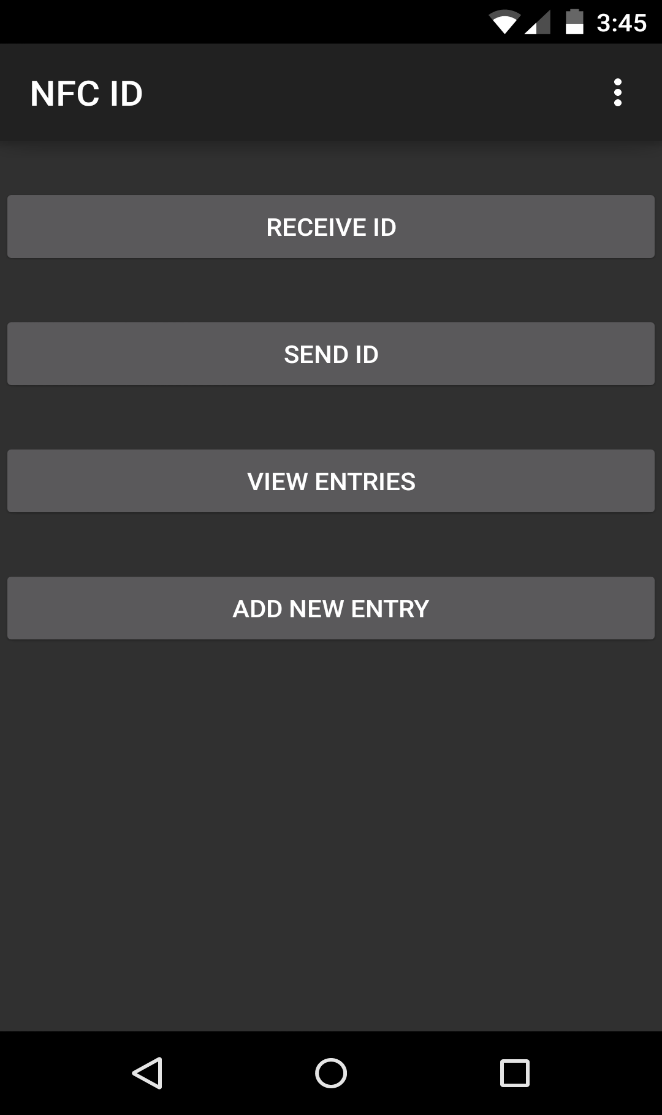 3:45
NFC ID
RECEIVE ID
SEND ID
VIEW ENTRIES
ADD NEW ENTRY